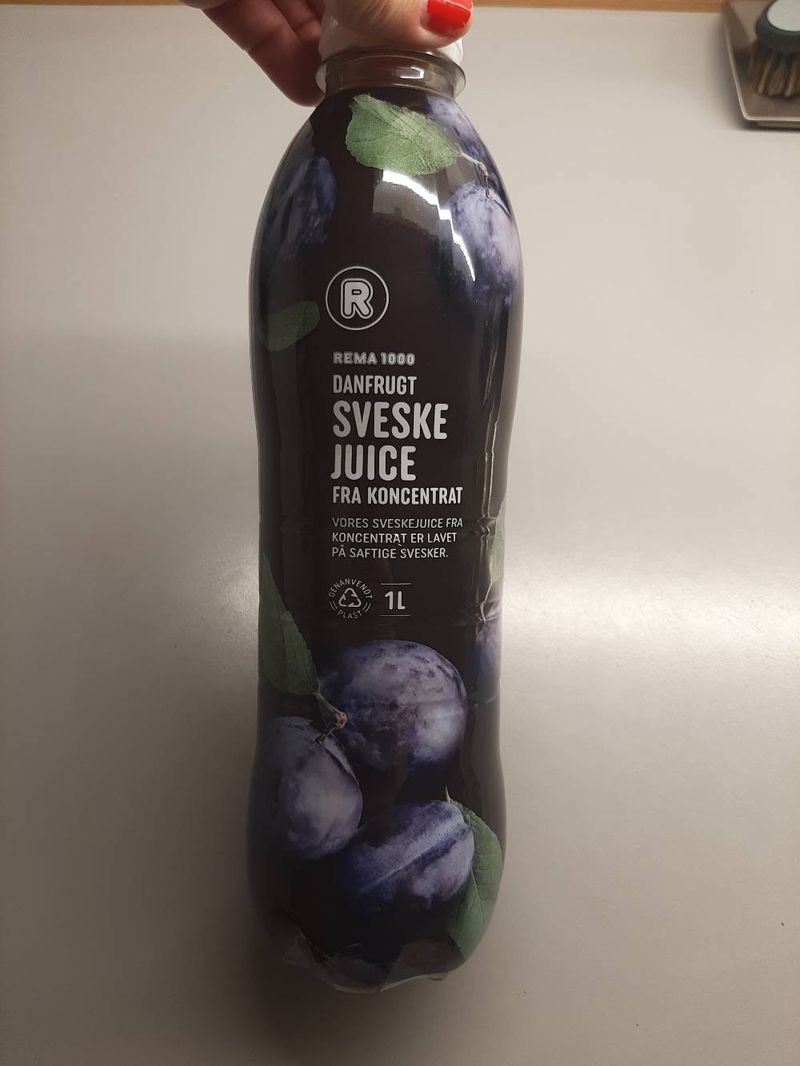 R
REMA 1000
DANFRUGT
SVESKE
JUICE
FRA KONCENTRAT
VORES SVESKEJUICE FRA
KONCENTRAT ER LAVET
PÅ SAFTIGE SVESKER.
GENANVENDT
PLAST
1L